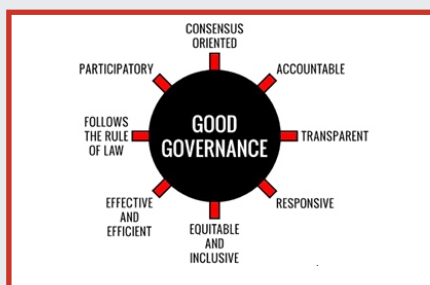 CONSENSUS
ORIENTED
PARTICIPATORY
ACCOUNTABLE
FOLLOWS
THE RULE
OF LAW
GOOD
GOVERNANCE
TRANSPARENT
EFFECTIVE
AND
EFFICIENT
RESPONSIVE
EQUITABLE
AND
INCLUSIVE